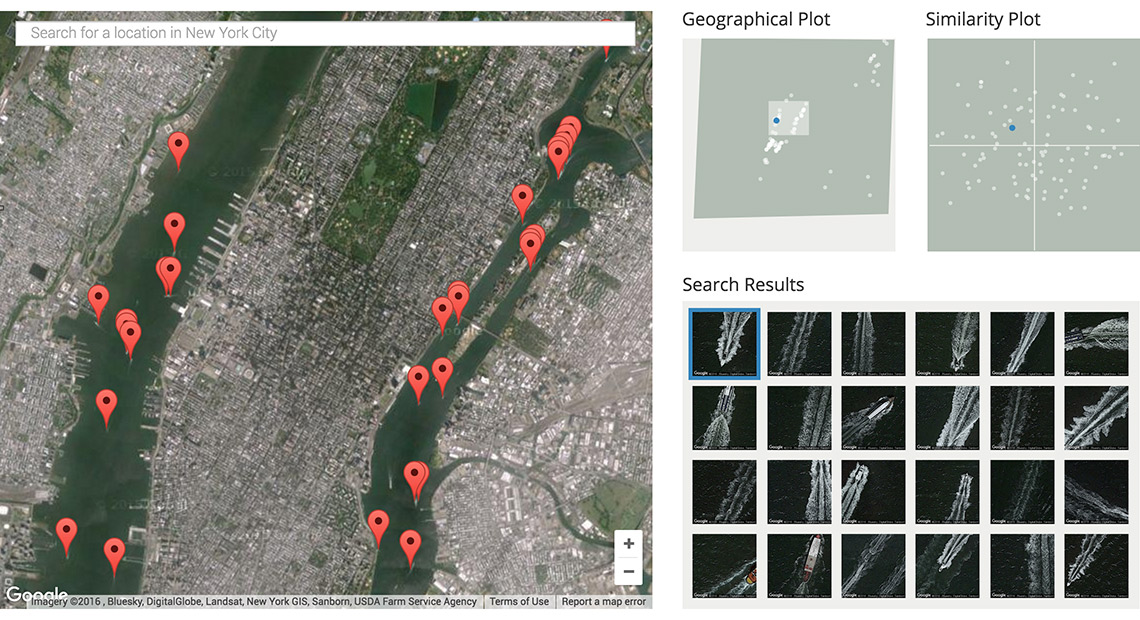 Search for a location in New York City
Geographical Plot
Similarity Plot
Search Results
Google
Imagery ©2016 , Bluesky, DigitalGlobe, Landsat, New York GIS, Sanborn, USDA Farm Service Agency
Terms of Use
Report a map error
+
−